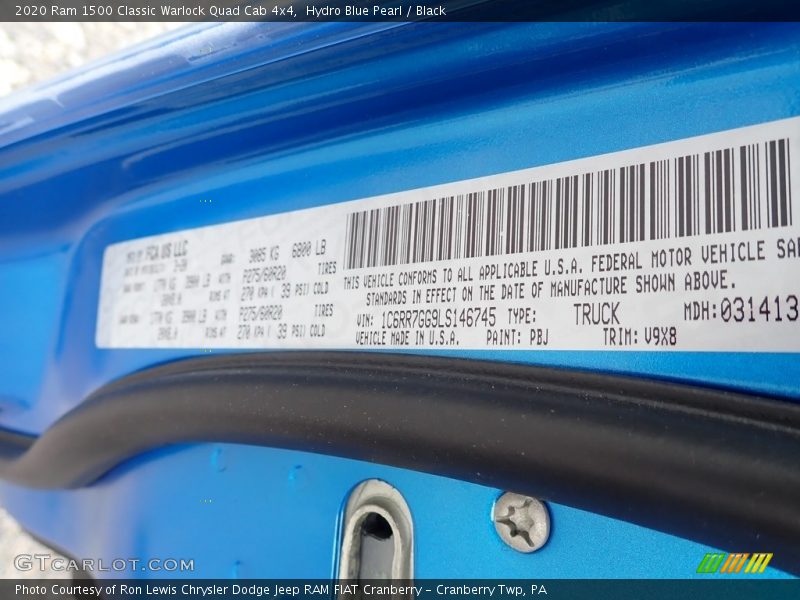 2020 Ram 1500 Classic Warlock Quad Cab 4x4, Hydro Blue Pearl / Black
FCA US LLC
3085 KG 6800 LB
TIRES
P275/60R20
270 KPA ( 39 PSI) COLD
TIRES
P275/60R20
270 KPA ( 39 PSI) COLD
THIS VEHICLE CONFORMS TO ALL APPLICABLE U.S.A. FEDERAL MOTOR VEHICLE
STANDARDS IN EFFECT ON THE DATE OF MANUFACTURE SHOWN ABOVE.
VIN: 1C6RR7GG9LS146745 TYPE: TRUCK MDH: 031413
VEHICLE MADE IN U.S.A. PAINT: PBJ TRIM: V9X8
GTCARLOT.COM
Photo Courtesy of Ron Lewis Chrysler Dodge Jeep RAM FIAT Cranberry – Cranberry Twp, PA